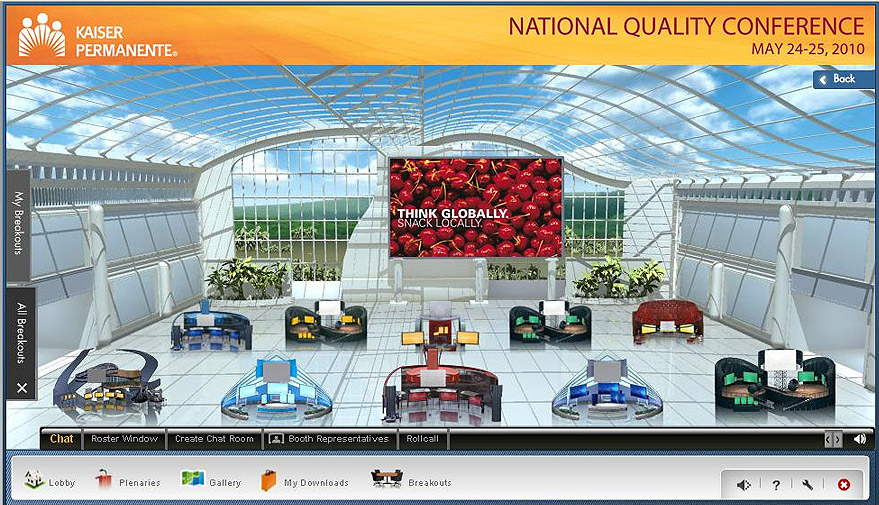 KAISER
PERMANENTE®
NATIONAL QUALITY CONFERENCE
MAY 24-25, 2010
Back
My Breakouts
THINK GLOBALLY.
SNACK LOCALLY.
All Breakouts
Chat
Roster Window
Create Chat Room
Booth Representatives
Rollcall
Lobby
Plenaries
Gallery
My Downloads
Breakouts
?